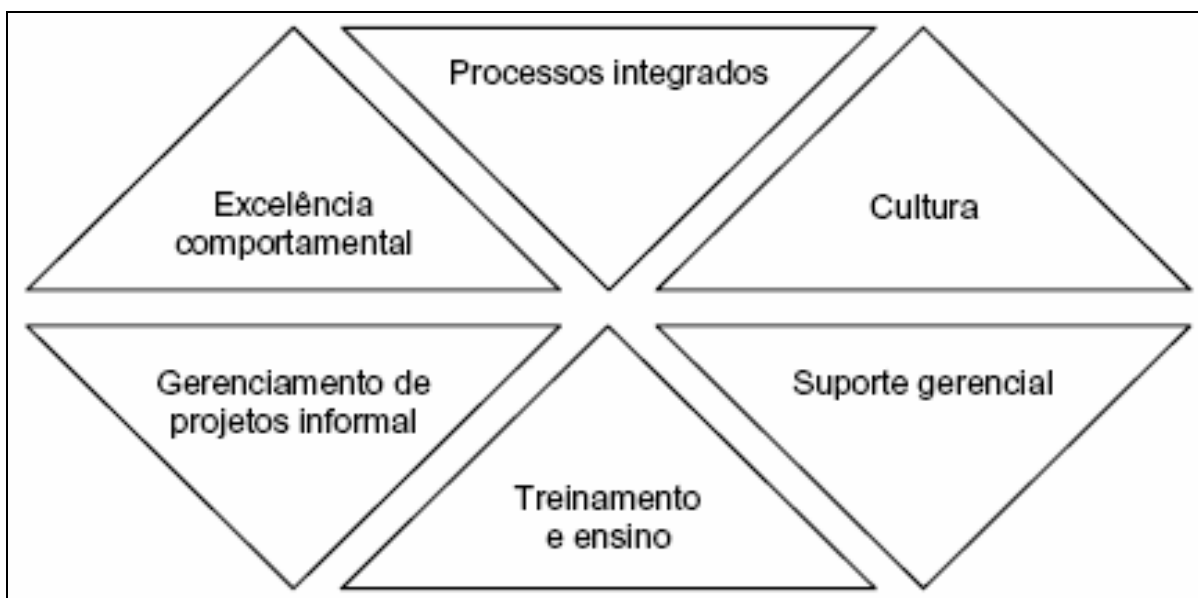 Processos integrados
Excelência
comportamental
Cultura
Gerenciamento de
projetos informal
Suporte gerencial
Treinamento
e ensino